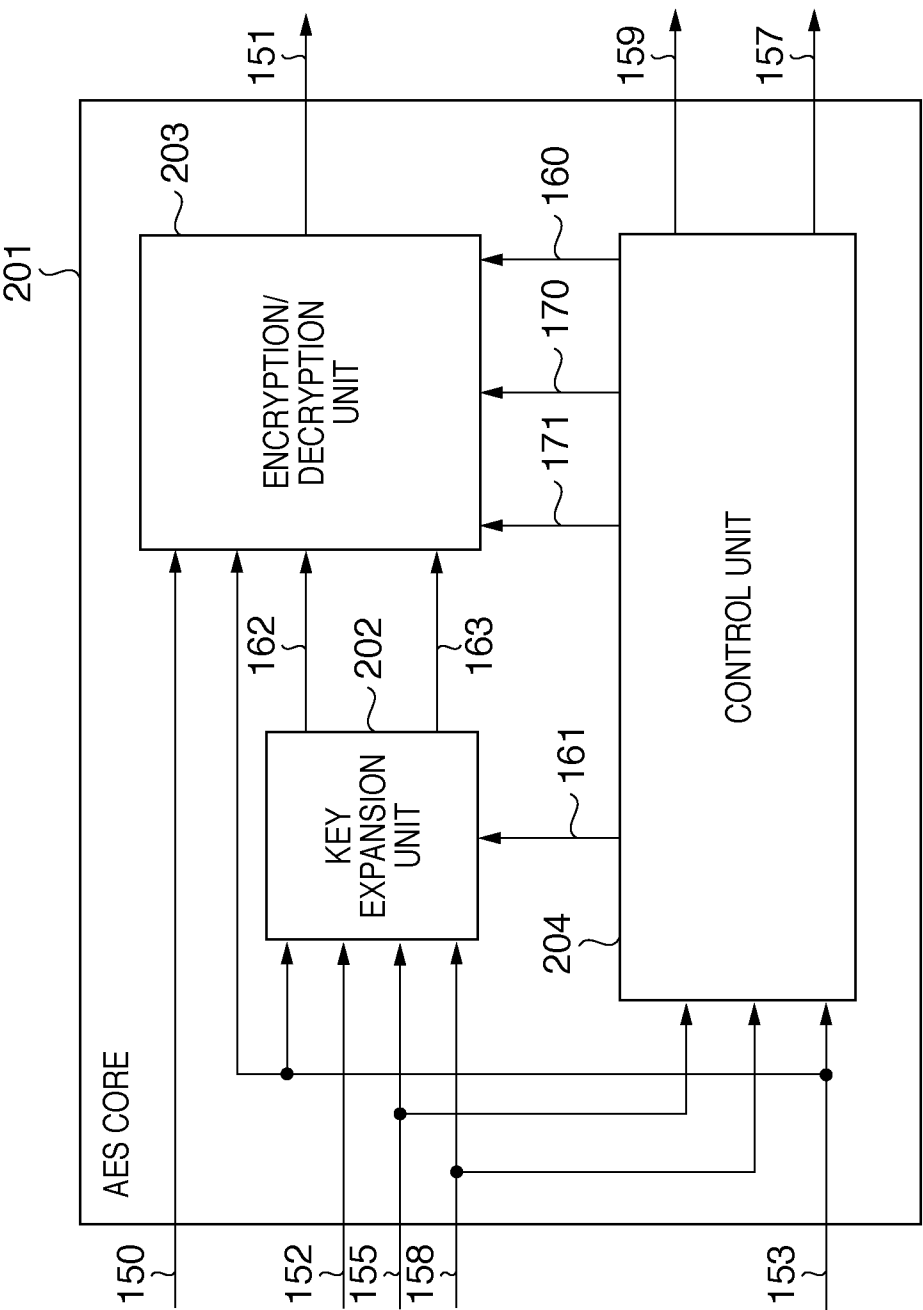 201
AES CORE
203
ENCRYPTION/
DECRYPTION
UNIT
151
159
157
160
170
171
162
163
202
KEY
EXPANSION
UNIT
161
204
CONTROL UNIT
150
152
155
158
153